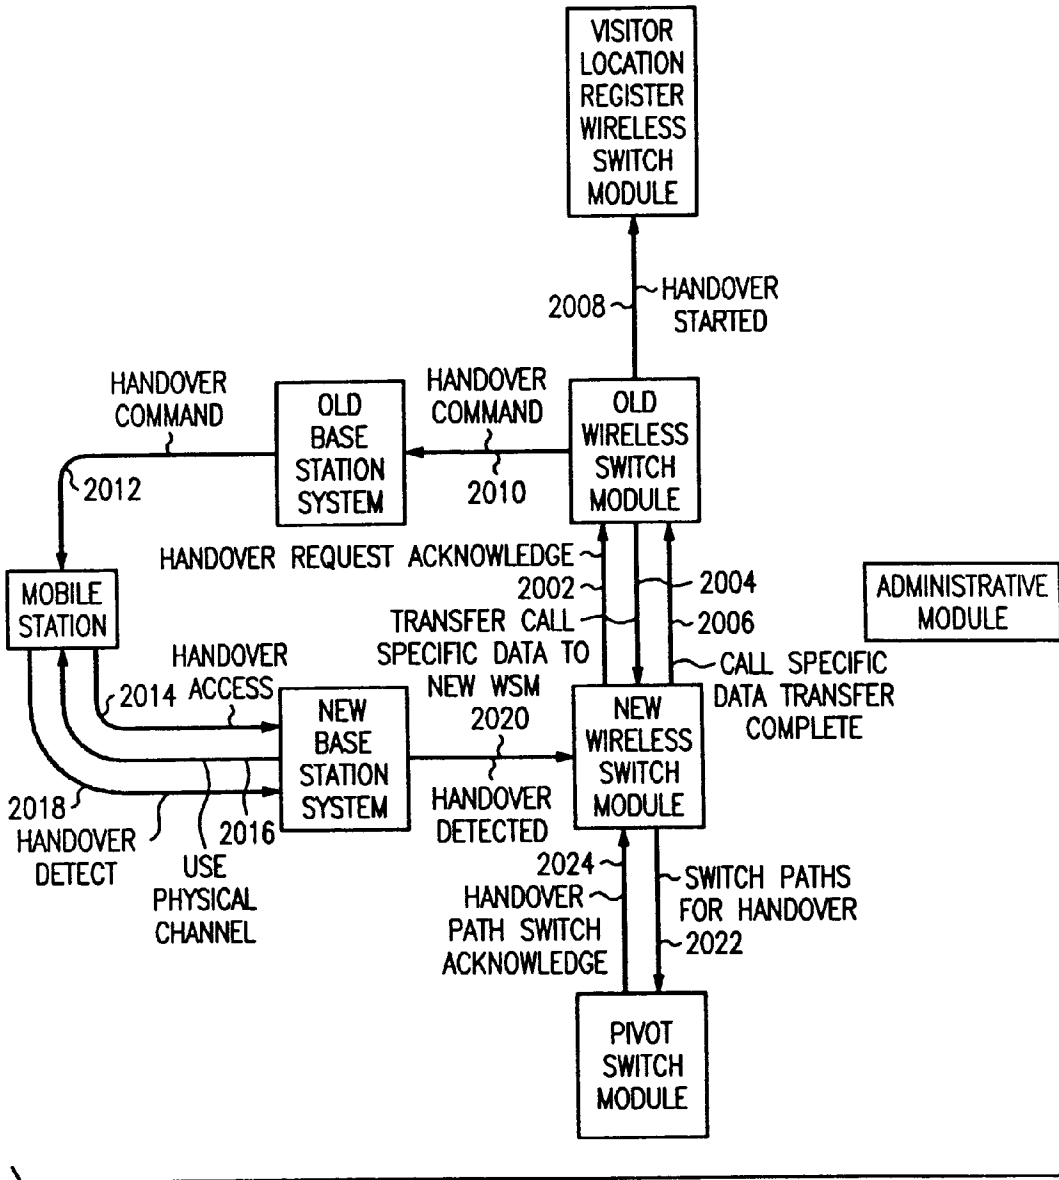 VISITOR
LOCATION
REGISTER
WIRELESS
SWITCH
MODULE
2008
HANDOVER
STARTED
HANDOVER
COMMAND
2012
OLD
BASE
STATION
SYSTEM
HANDOVER
COMMAND
2010
OLD
WIRELESS
SWITCH
MODULE
HANDOVER REQUEST ACKNOWLEDGE
2002
2004
TRANSFER CALL
SPECIFIC DATA TO
NEW WSM
2006
CALL SPECIFIC
DATA TRANSFER
COMPLETE
ADMINISTRATIVE
MODULE
MOBILE
STATION
2014
HANDOVER
ACCESS
NEW
BASE
STATION
SYSTEM
2020
HANDOVER
DETECTED
NEW
WIRELESS
SWITCH
MODULE
2018
HANDOVER
DETECT
2016
USE
PHYSICAL
CHANNEL
2024
HANDOVER
PATH SWITCH
ACKNOWLEDGE
SWITCH PATHS
FOR HANDOVER
2022
PIVOT
SWITCH
MODULE